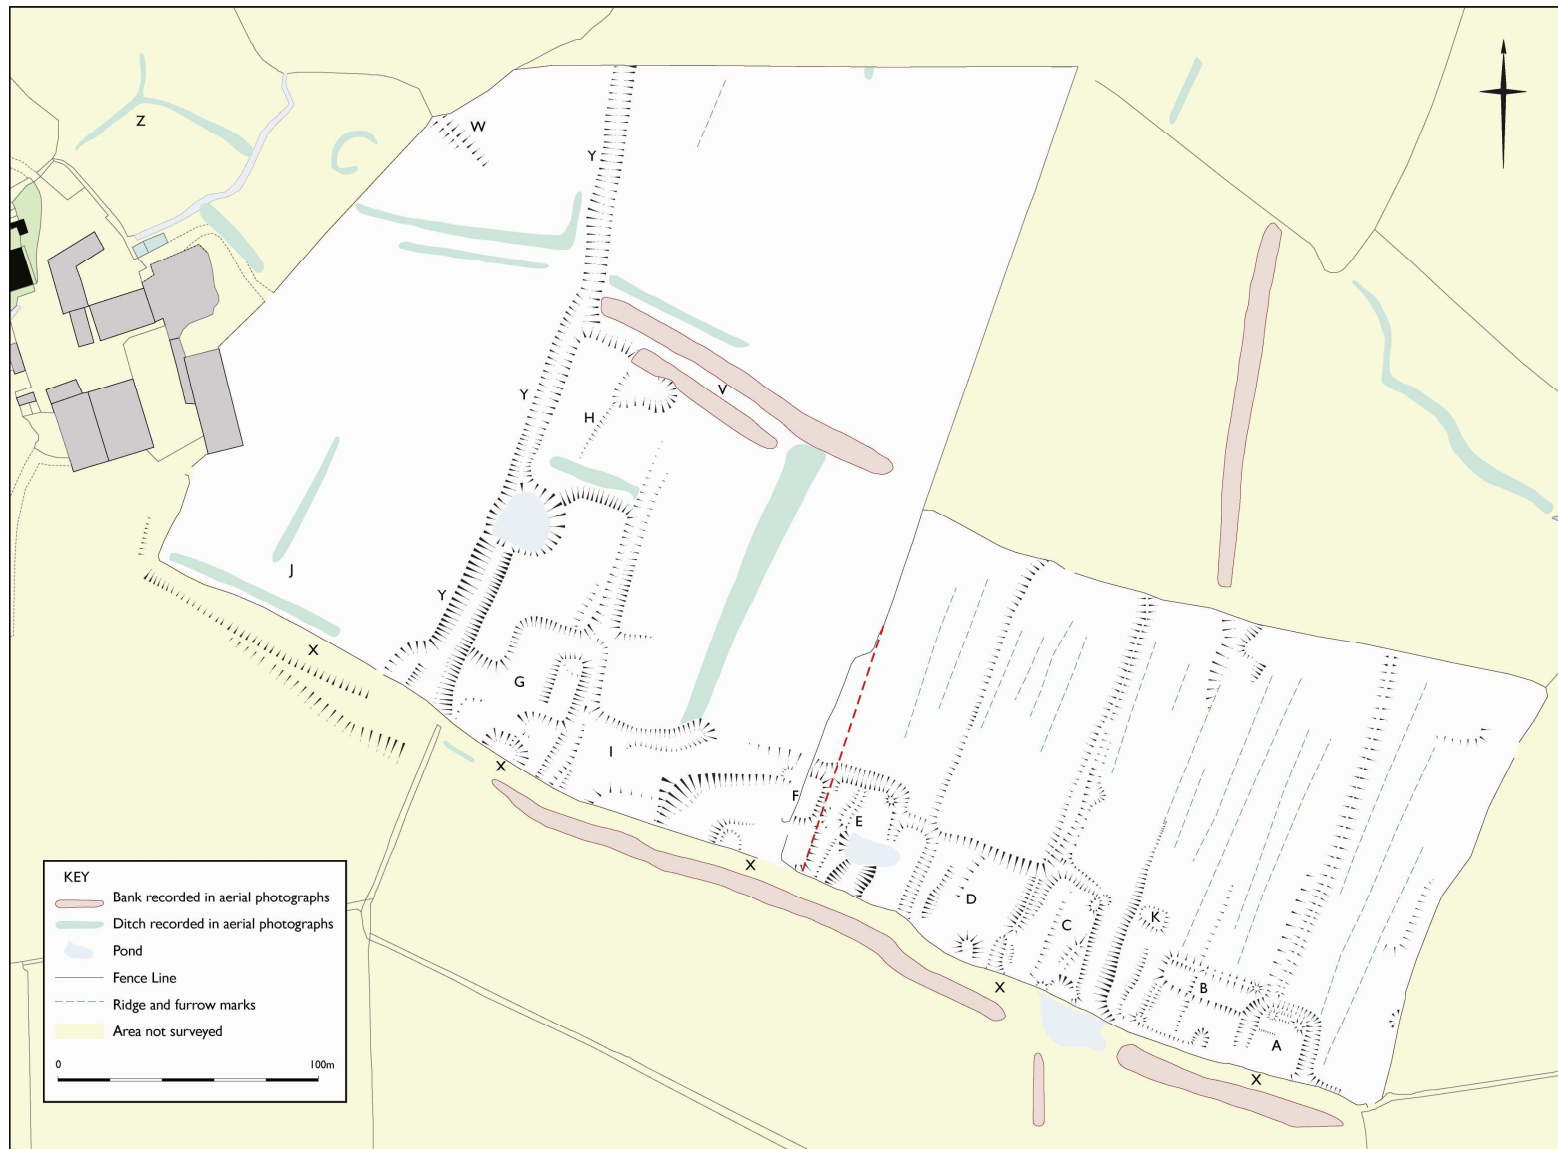 Z
W
Y
Y
V
H
J
Y
X
G
I
X
F
E
X
D
C
K
X
B
A
X
KEY
Bank recorded in aerial photographs
Ditch recorded in aerial photographs
Pond
Fence Line
Ridge and furrow marks
Area not surveyed
0 100m